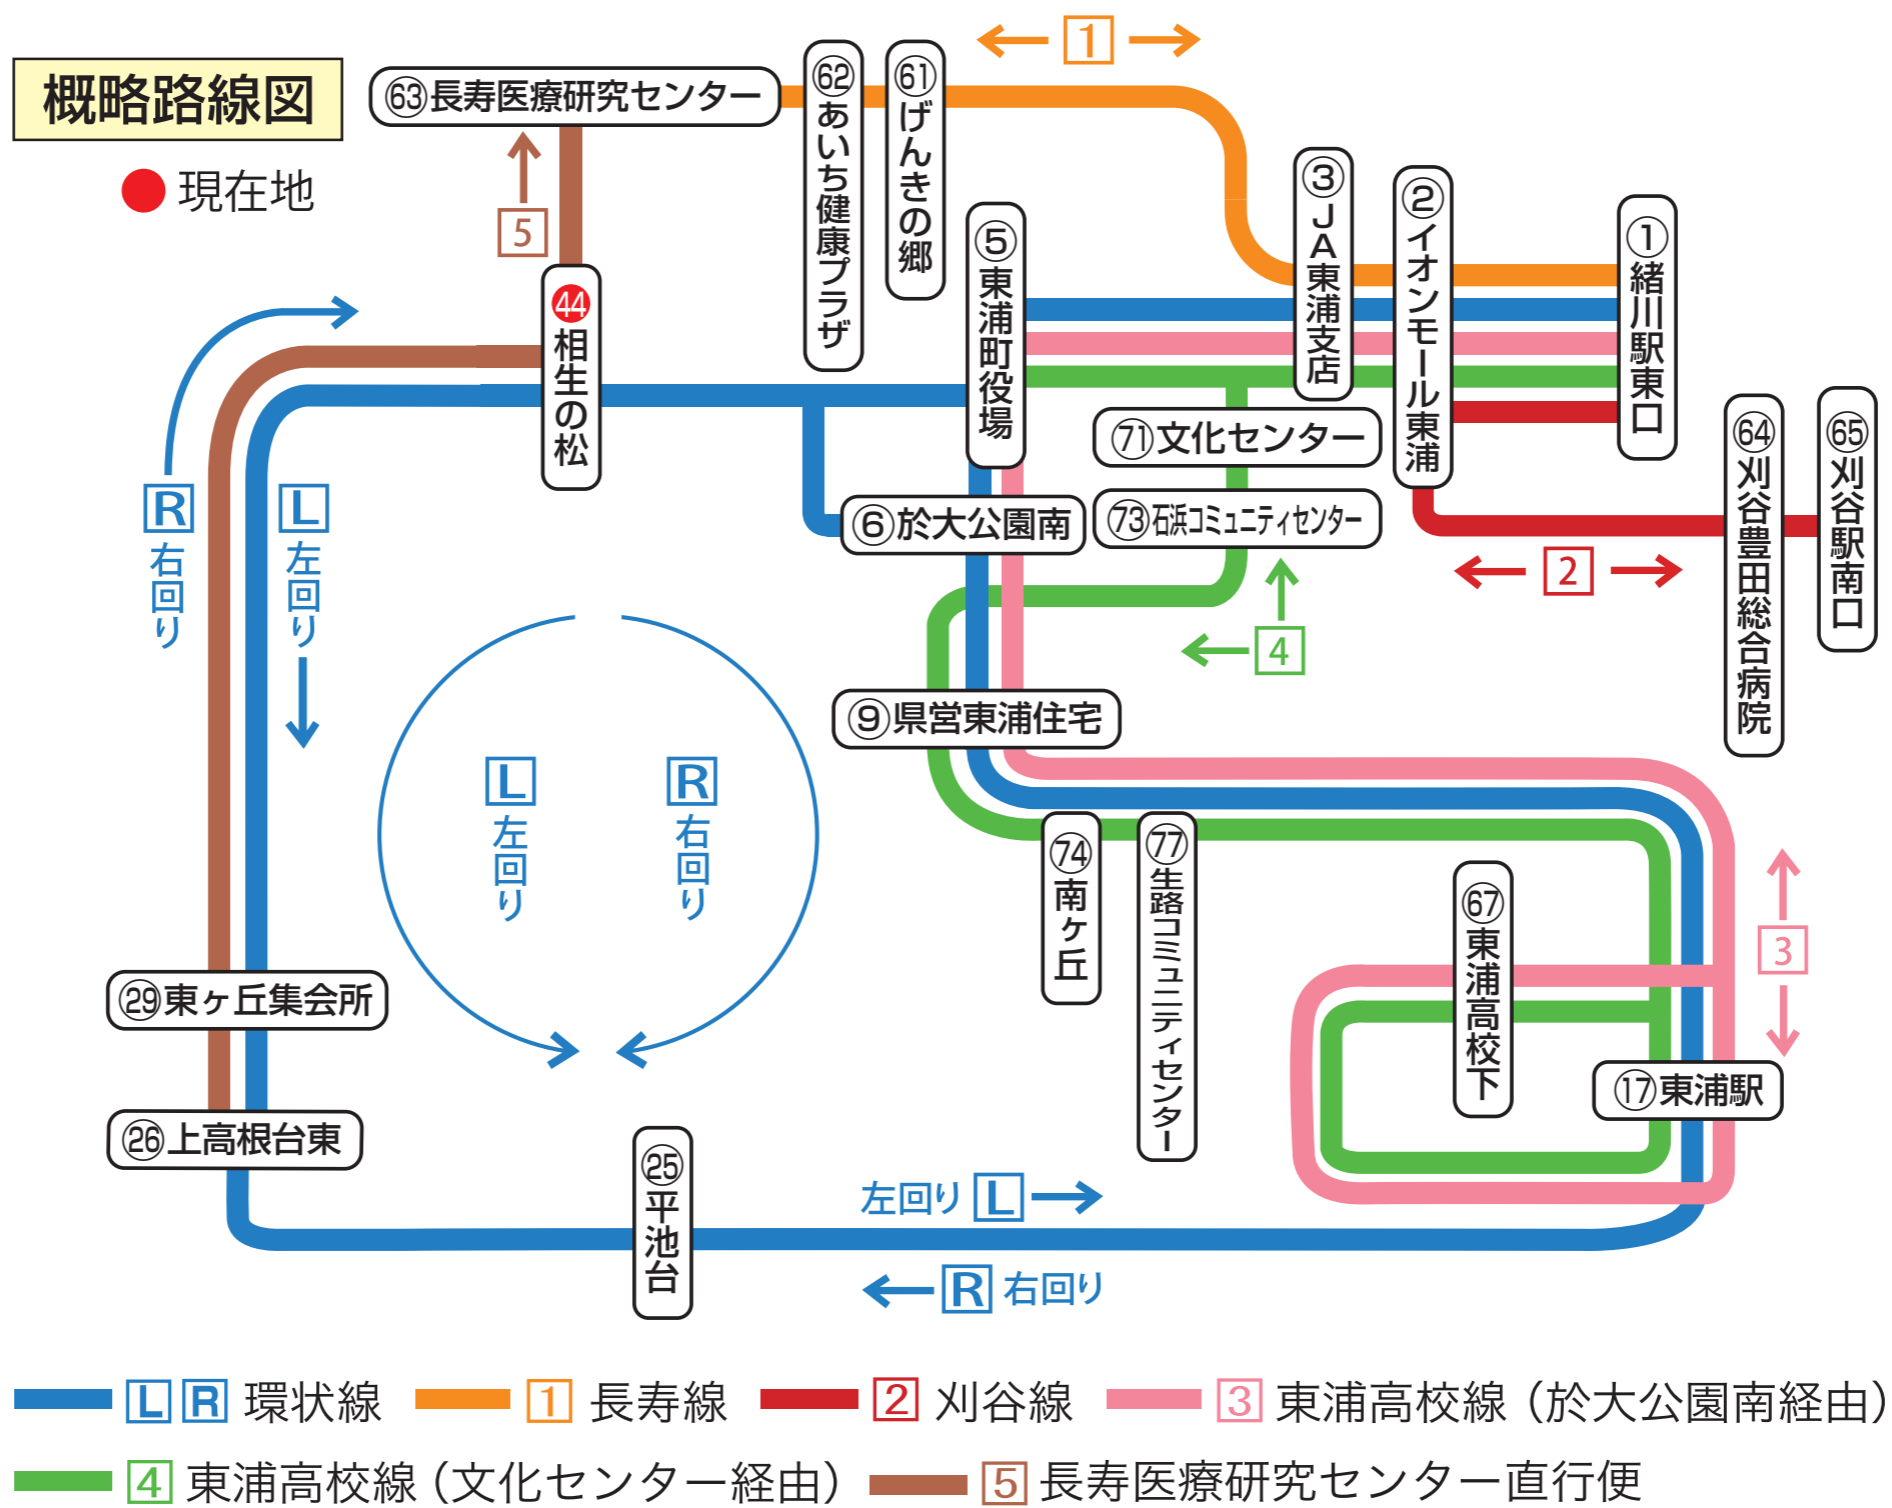 概略路線図
現在地
1
㊿+13長寿医療研究センター
62あいち健康プラザ
61げんきの郷
5
③JA東浦支店
②イオンモール東浦
①緒川駅東口
⑤東浦町役場
㊹相生の松
71文化センター
73石浜コミュニティセンター
⑥於大公園南
64刈谷豊田総合病院
65刈谷駅南口
2
R右回り
L左回り
4
⑨県営東浦住宅
L左回り
R右回り
74南ヶ丘
77生路コミュニティセンター
67東浦高校下
3
㉙東ヶ丘集会所
⑰東浦駅
㉖上高根台東
㉕平池台
左回りL
R右回り
L R 環状線 1 長寿線 2 刈谷線 3 東浦高校線（於大公園南経由）
4 東浦高校線（文化センター経由） 5 長寿医療研究センター直行便